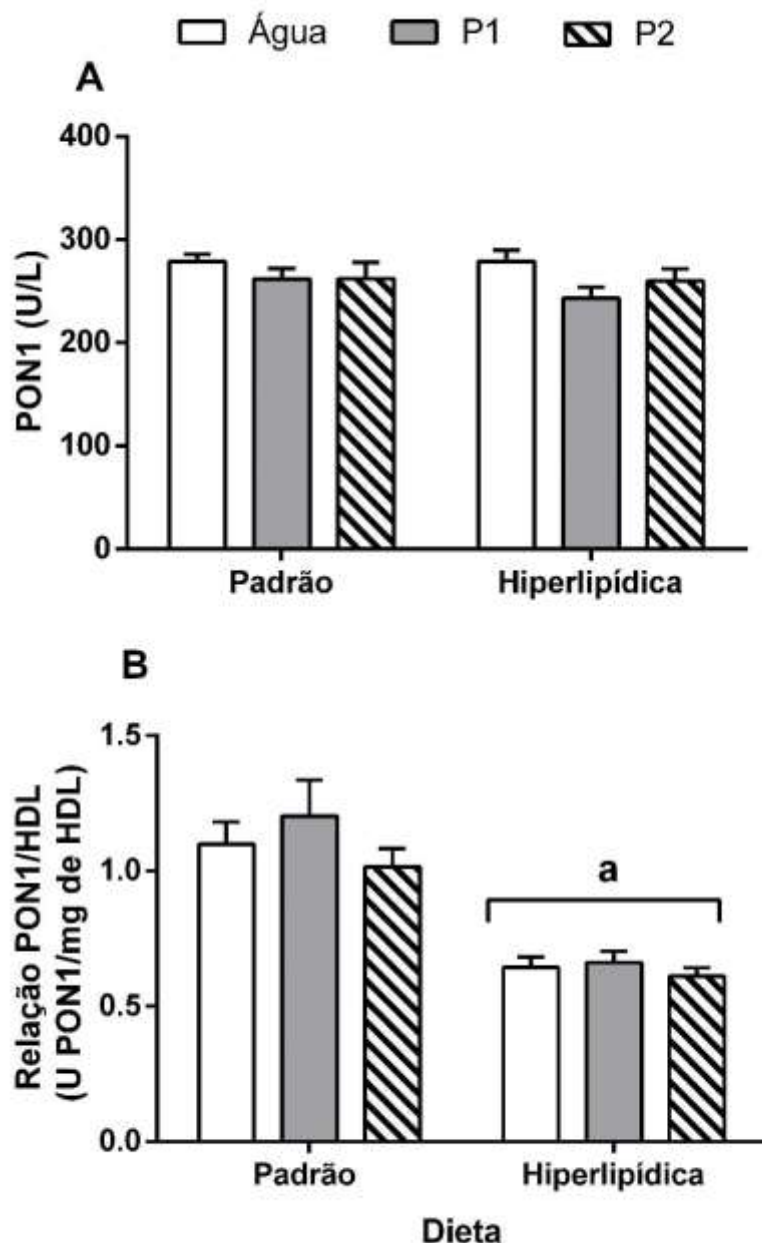 Água P1 P2
A
PON1 (U/L)
400
300
200
100
0
Padrão Hiperlipídica
B
Relação PON1/HDL
(U PON1/mg de HDL)
1.5
1.0
0.5
0.0
a
Padrão Hiperlipídica
Dieta